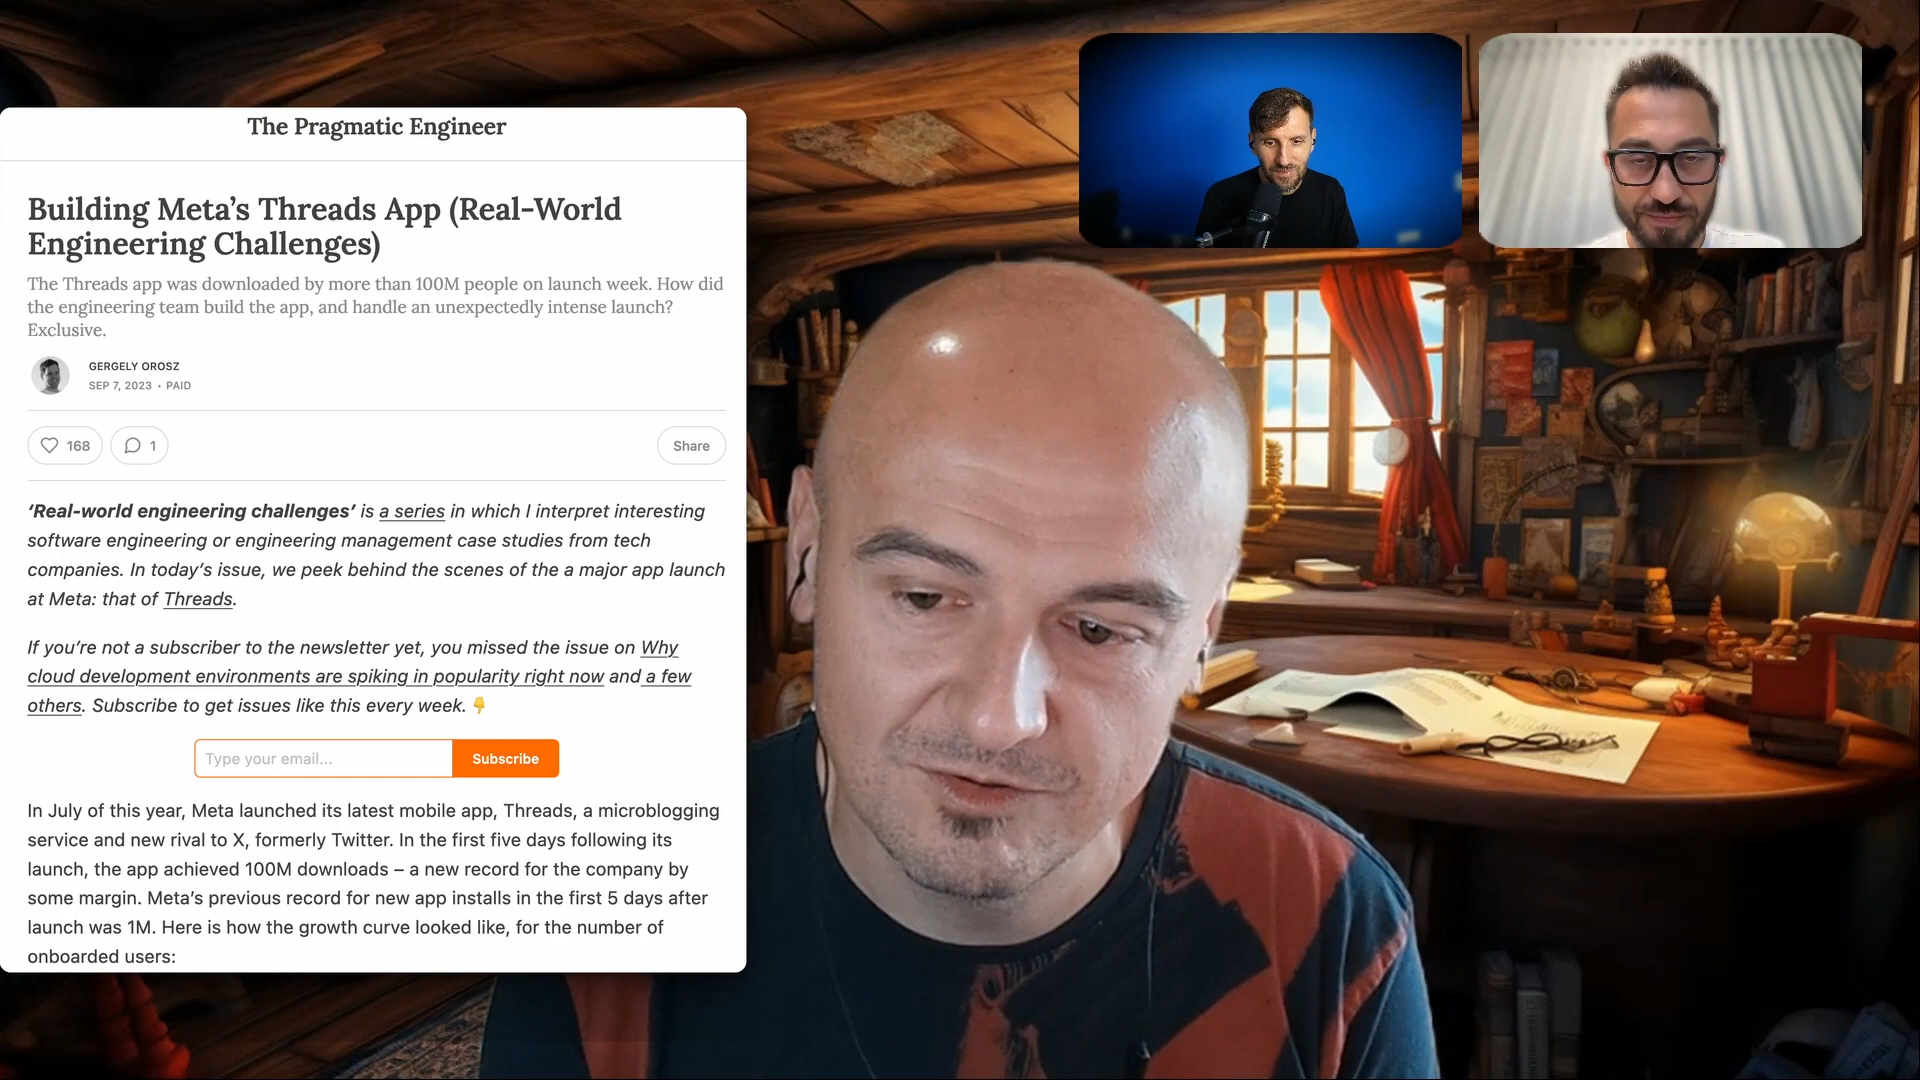 The Pragmatic Engineer
Building Meta’s Threads App (Real-World
Engineering Challenges)
The Threads app was downloaded by more than 100M people on launch week. How did
the engineering team build the app, and handle an unexpectedly intense launch?
Exclusive.
GERGELY OROSZ
SEP 7, 2023 • PAID
168
1
Share
‘Real-world engineering challenges’ is a series in which I interpret interesting
software engineering or engineering management case studies from tech
companies. In today’s issue, we peek behind the scenes of the a major app launch
at Meta: that of Threads.
If you’re not a subscriber to the newsletter yet, you missed the issue on Why
cloud development environments are spiking in popularity right now and a few
others. Subscribe to get issues like this every week. 👇
Type your email...
Subscribe
In July of this year, Meta launched its latest mobile app, Threads, a microblogging
service and new rival to X, formerly Twitter. In the first five days following its
launch, the app achieved 100M downloads – a new record for the company by
some margin. Meta’s previous record for new app installs in the first 5 days after
launch was 1M. Here is how the growth curve looked like, for the number of
onboarded users: